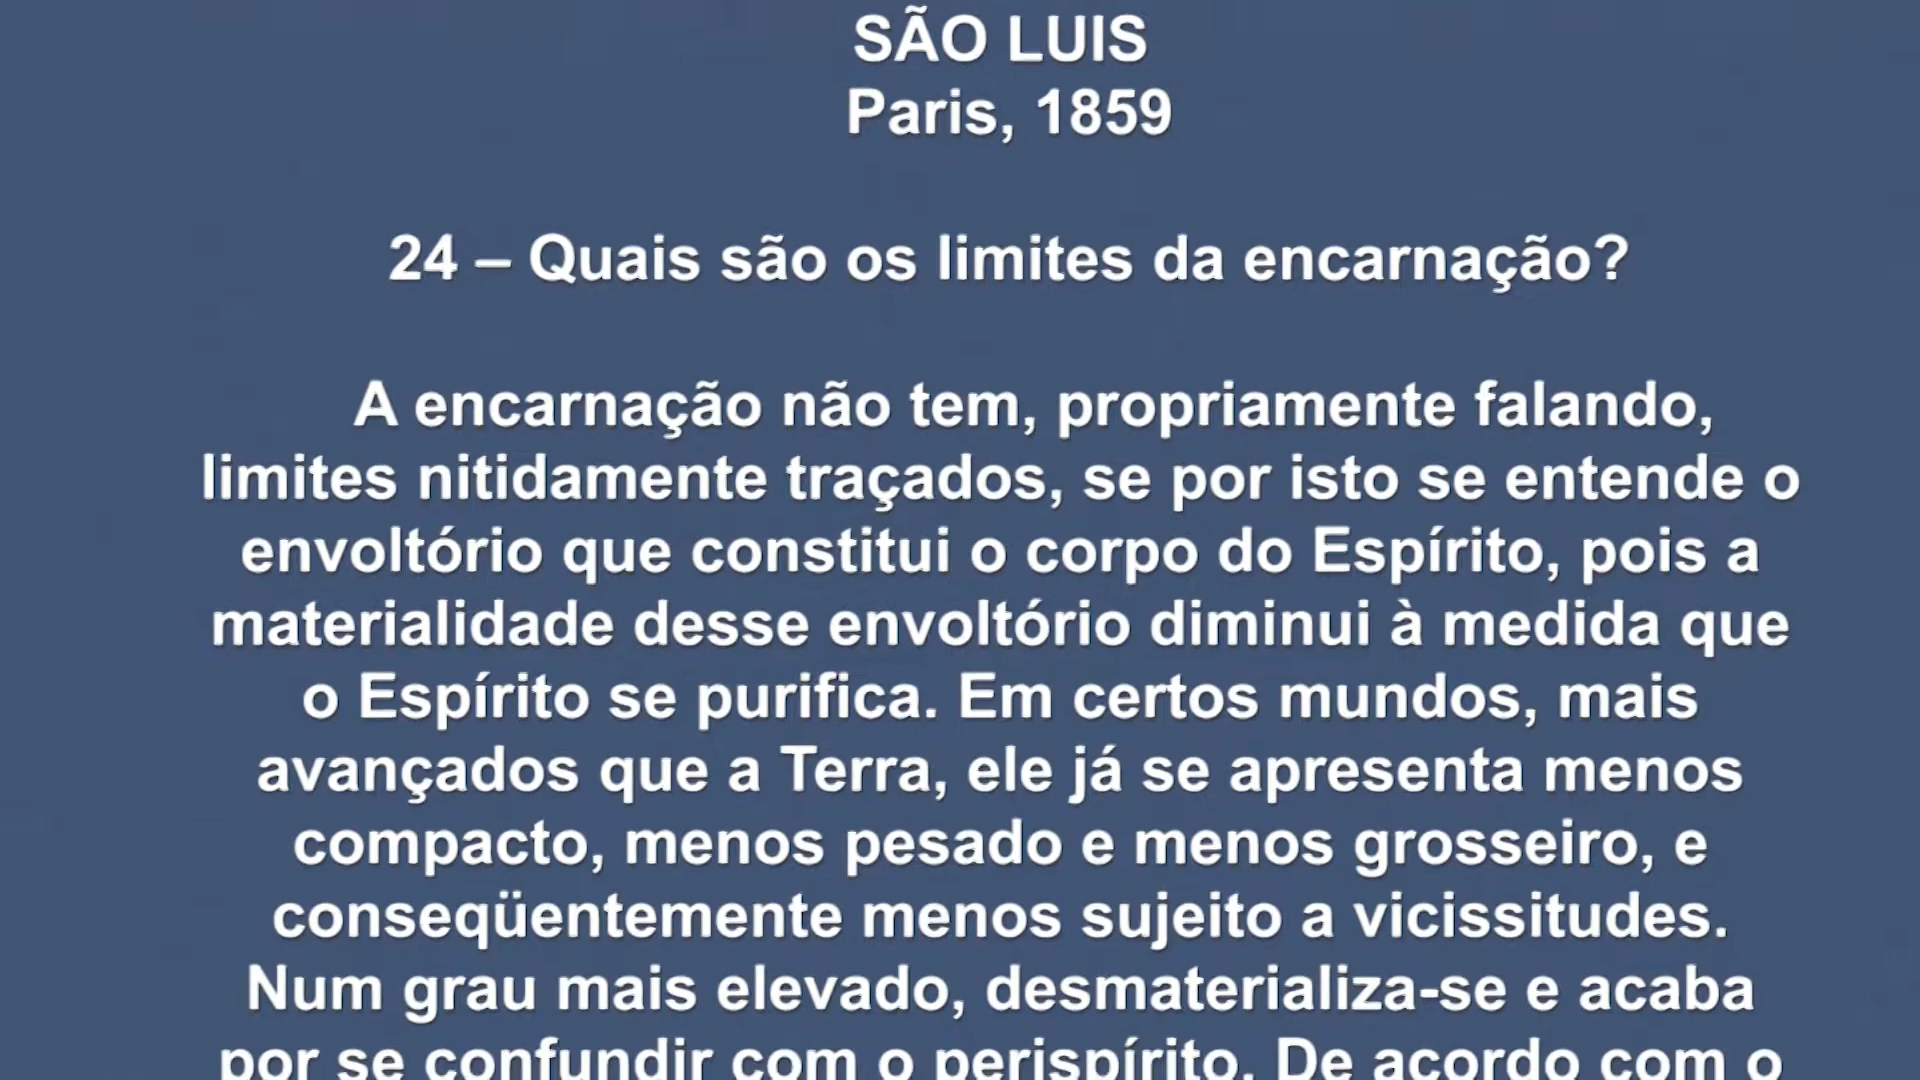 SÃO LUIS
Paris, 1859
24 – Quais são os limites da encarnação?
A encarnação não tem, propriamente falando,
limites nitidamente traçados, se por isto se entende o
envoltório que constitui o corpo do Espírito, pois a
materialidade desse envoltório diminui à medida que
o Espírito se purifica. Em certos mundos, mais
avançados que a Terra, ele já se apresenta menos
compacto, menos pesado e menos grosseiro, e
conseqüentemente menos sujeito a vicissitudes.
Num grau mais elevado, desmaterializa-se e acaba
por se confundir com o perispírito. De acordo com o